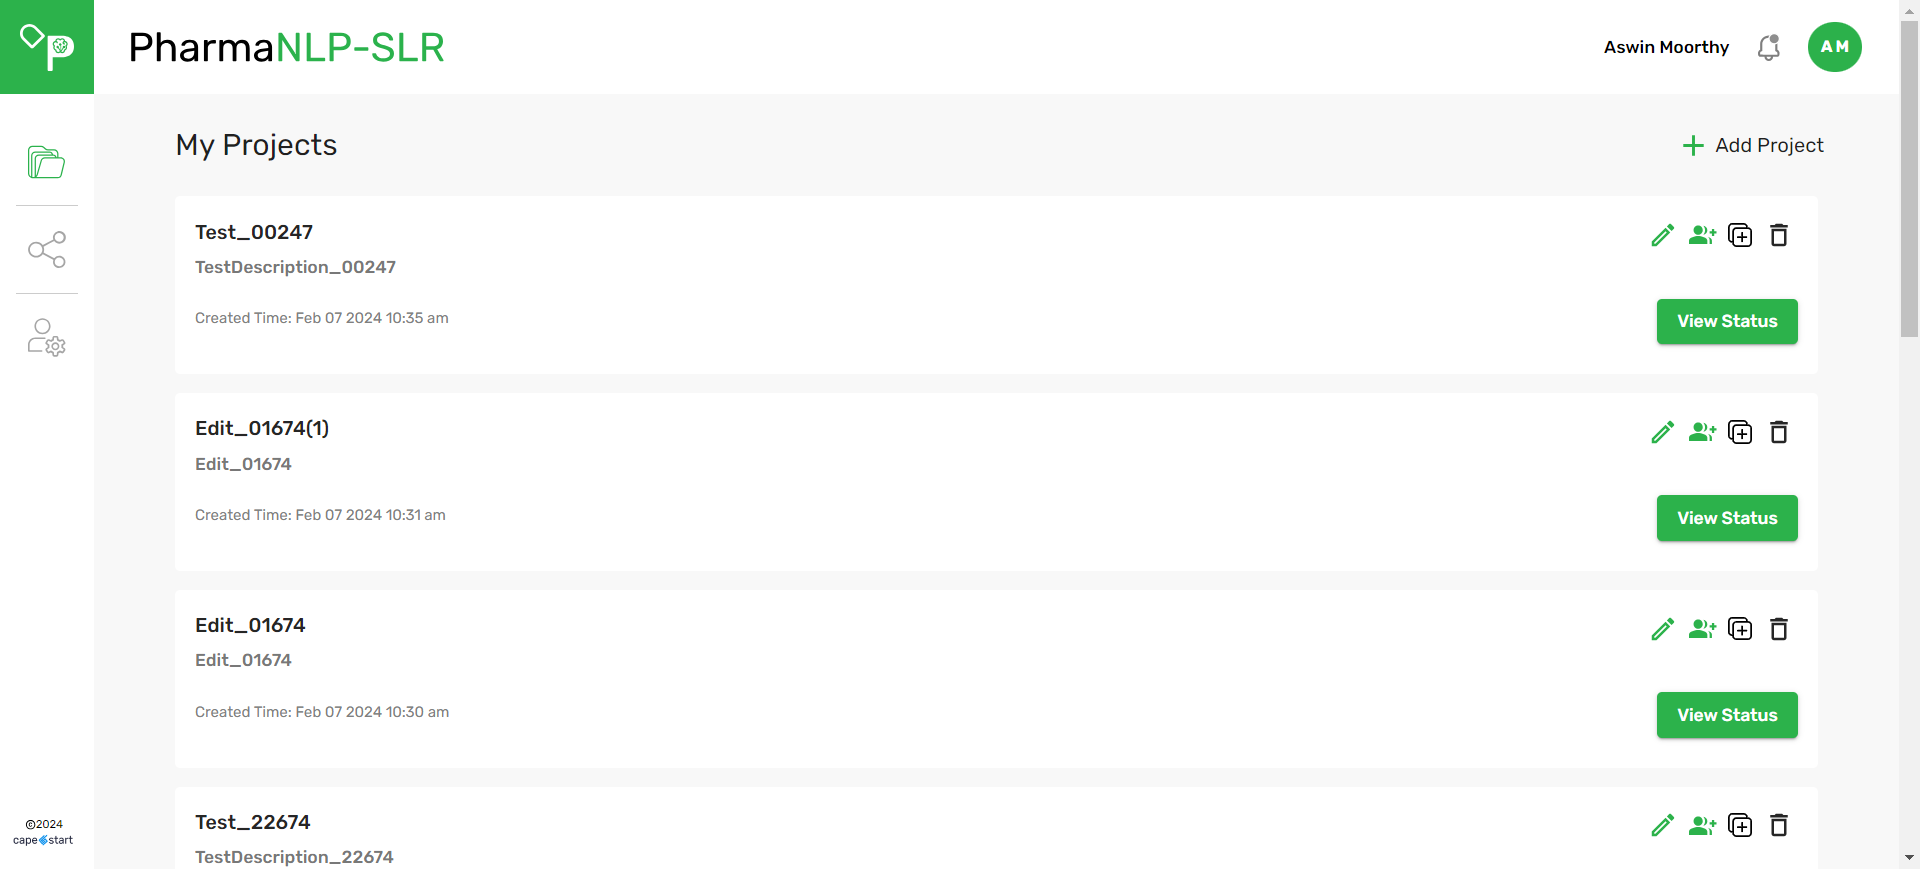 PharmaNLP-SLR
Aswin Moorthy
AM
My Projects
Add Project
Test_00247
TestDescription_00247
Created Time: Feb 07 2024 10:35 am
View Status
Edit_01674(1)
Edit_01674
Created Time: Feb 07 2024 10:31 am
View Status
Edit_01674
Edit_01674
Created Time: Feb 07 2024 10:30 am
View Status
Test_22674
TestDescription_22674
©2024
cape start